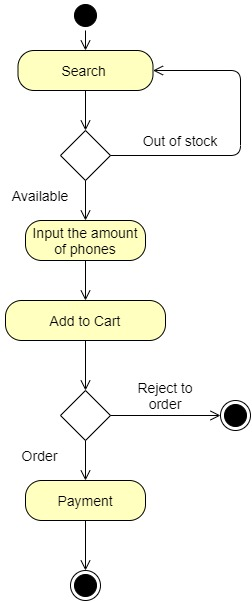 Search
Out of stock
Available
Input the amount
of phones
Add to Cart
Reject to
order
Order
Payment